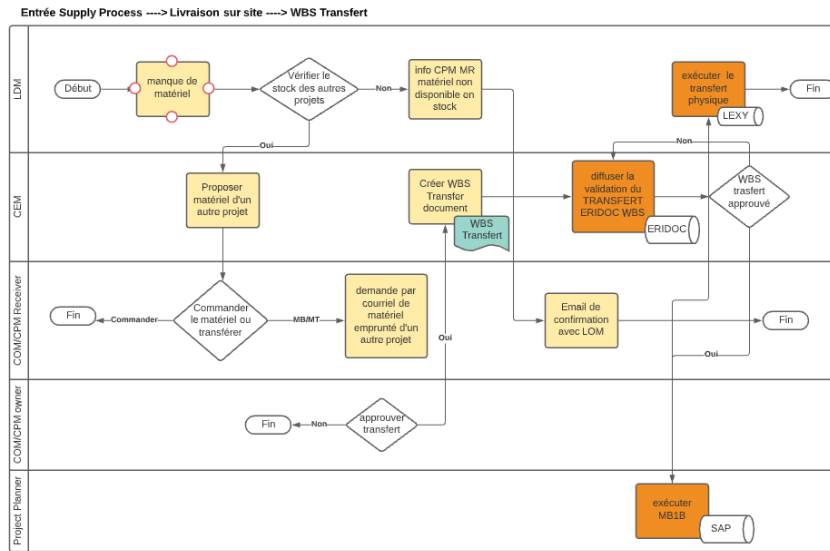 Entrée Supply Process ----> Livraison sur site ----> WBS Transfert
LDM
Début
manque de
matériel
Vérifier le
stock des autres
projets
Non
info CPM MR
matériel non
disponible en
stock
exécuter le
transfert
physique
LEXY
Fin
Oui
Non
CEM
Proposer
matériel d'un
autre projet
Créer WBS
Transfer
document
WBS
Transfert
diffuser la
validation du
TRANSFERT
ERIDOC WBS
ERIDOC
WBS
trasfert
approuvé
COM/CPM Receiver
Fin
Commander
Commander
le matériel ou
transférer
MB/MT
demande par
courriel de
matériel
emprunté d'un
autre projet
Oui
Email de
confirmation
avec LOM
Fin
Oui
COM/CPM owner
Fin
Non
approuver
transfert
Project Planner
exécuter
MB1B
SAP